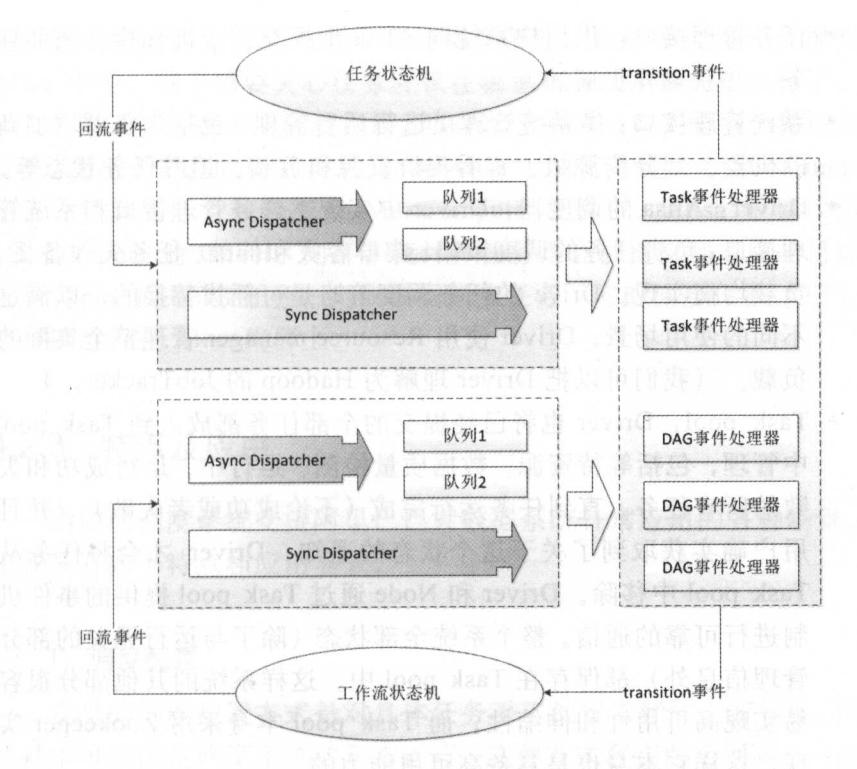 任务状态机
transition事件
回流事件
队列1
Async Dispatcher
队列2
Sync Dispatcher
Task事件处理器
Task事件处理器
Task事件处理器
队列1
Async Dispatcher
队列2
Sync Dispatcher
DAG事件处理器
DAG事件处理器
DAG事件处理器
回流事件
工作流状态机
transition事件